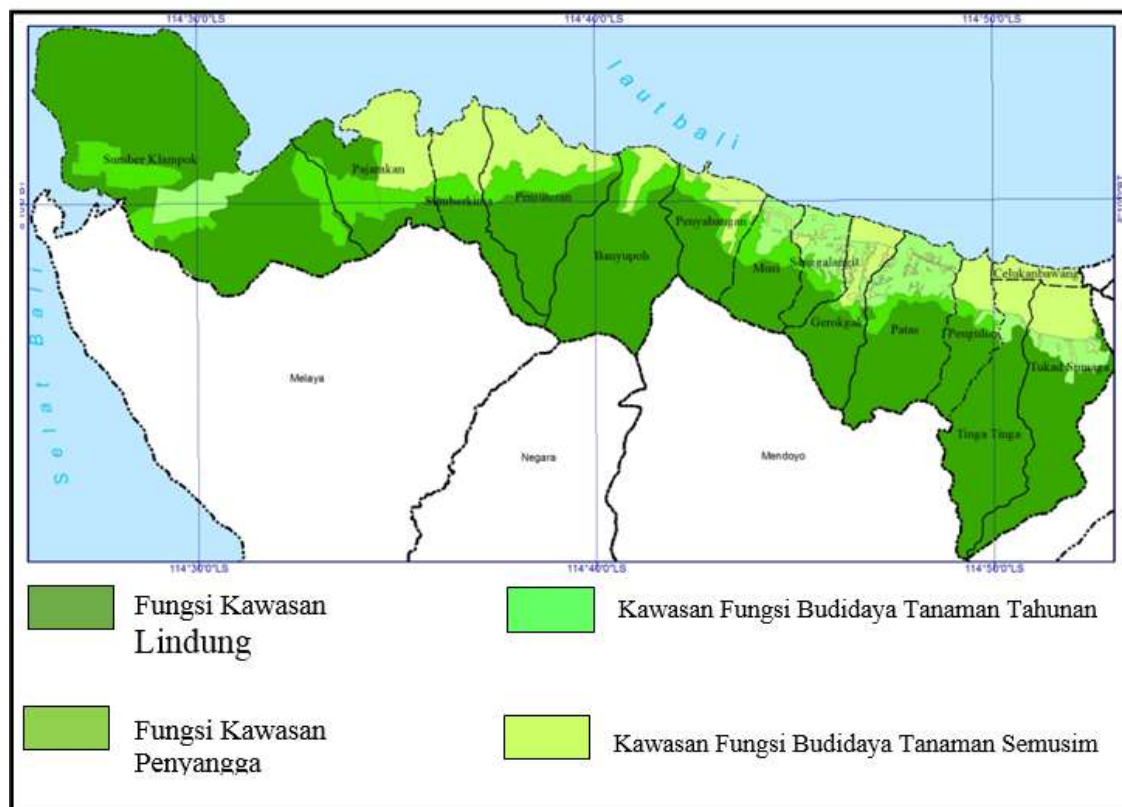 114°30'0"LS
114°40'0"LS
114°50'0"LS
laut bali
Sumber Klampok
Pajarakan
Sumberkima
Pemuteran
Banyupoh
Penyabangan
Musi
Sanggalangit
Gerokgak
Patas
Pengulon
Celukanbawang
Tukad Sumaga
Tinga Tinga
Selat Bali
Melaya
Negara
Mendoyo
114°30'0"LS
114°40'0"LS
114°50'0"LS
Fungsi Kawasan
Lindung
Kawasan Fungsi Budidaya Tanaman Tahunan
Fungsi Kawasan
Penyangga
Kawasan Fungsi Budidaya Tanaman Semusim